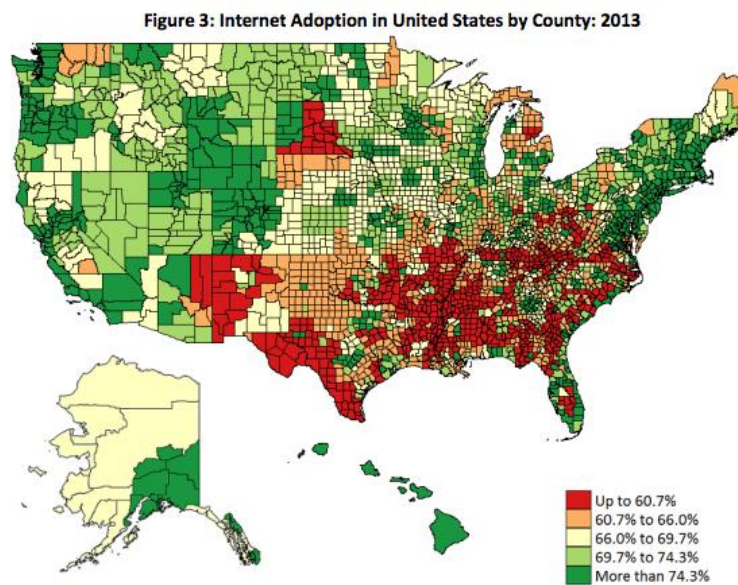 Figure 3: Internet Adoption in United States by County: 2013
Up to 60.7%
60.7% to 66.0%
66.0% to 69.7%
69.7% to 74.3%
More than 74.3%